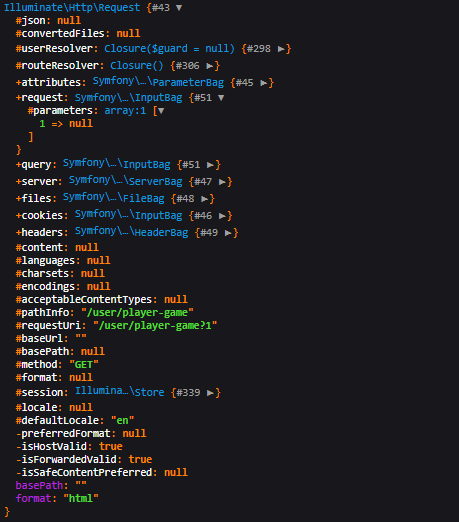 Illuminate\Http\Request {#43 ▼
#json: null
#convertedFiles: null
#userResolver: Closure($guard = null) {#298 ▶}
#routeResolver: Closure() {#306 ▶}
+attributes: Symfony\…\ParameterBag {#45 ▶}
+request: Symfony\…\InputBag {#51 ▼
#parameters: array:1 [▼
1 => null
]
}
+query: Symfony\…\InputBag {#51 ▶}
+server: Symfony\…\ServerBag {#47 ▶}
+files: Symfony\…\FileBag {#48 ▶}
+cookies: Symfony\…\InputBag {#46 ▶}
+headers: Symfony\…\HeaderBag {#49 ▶}
#content: null
#languages: null
#charsets: null
#encodings: null
#acceptableContentTypes: null
#pathInfo: "/user/player-game"
#requestUri: "/user/player-game?1"
#baseUrl: ""
#basePath: null
#method: "GET"
#format: null
#session: Illumina…\Store {#339 ▶}
#locale: null
#defaultLocale: "en"
-preferredFormat: null
-isHostValid: true
-isForwardedValid: true
-isSafeContentPreferred: null
basePath: ""
format: "html"
}